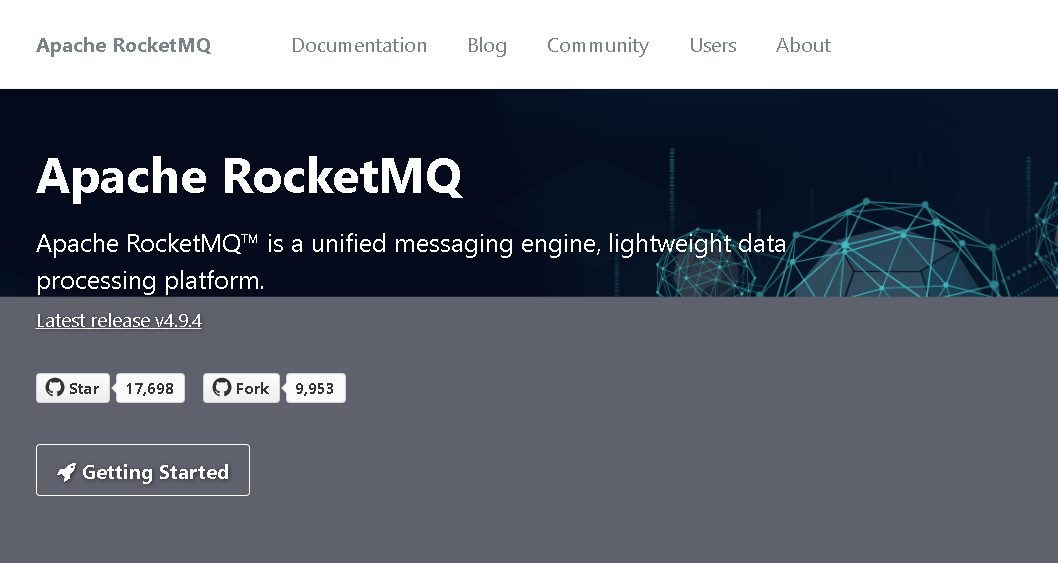 Apache RocketMQ Documentation Blog Community Users About
Apache RocketMQ
Apache RocketMQ™ is a unified messaging engine, lightweight data
processing platform.
Latest release v4.9.4
Star 17,698 Fork 9,953
Getting Started